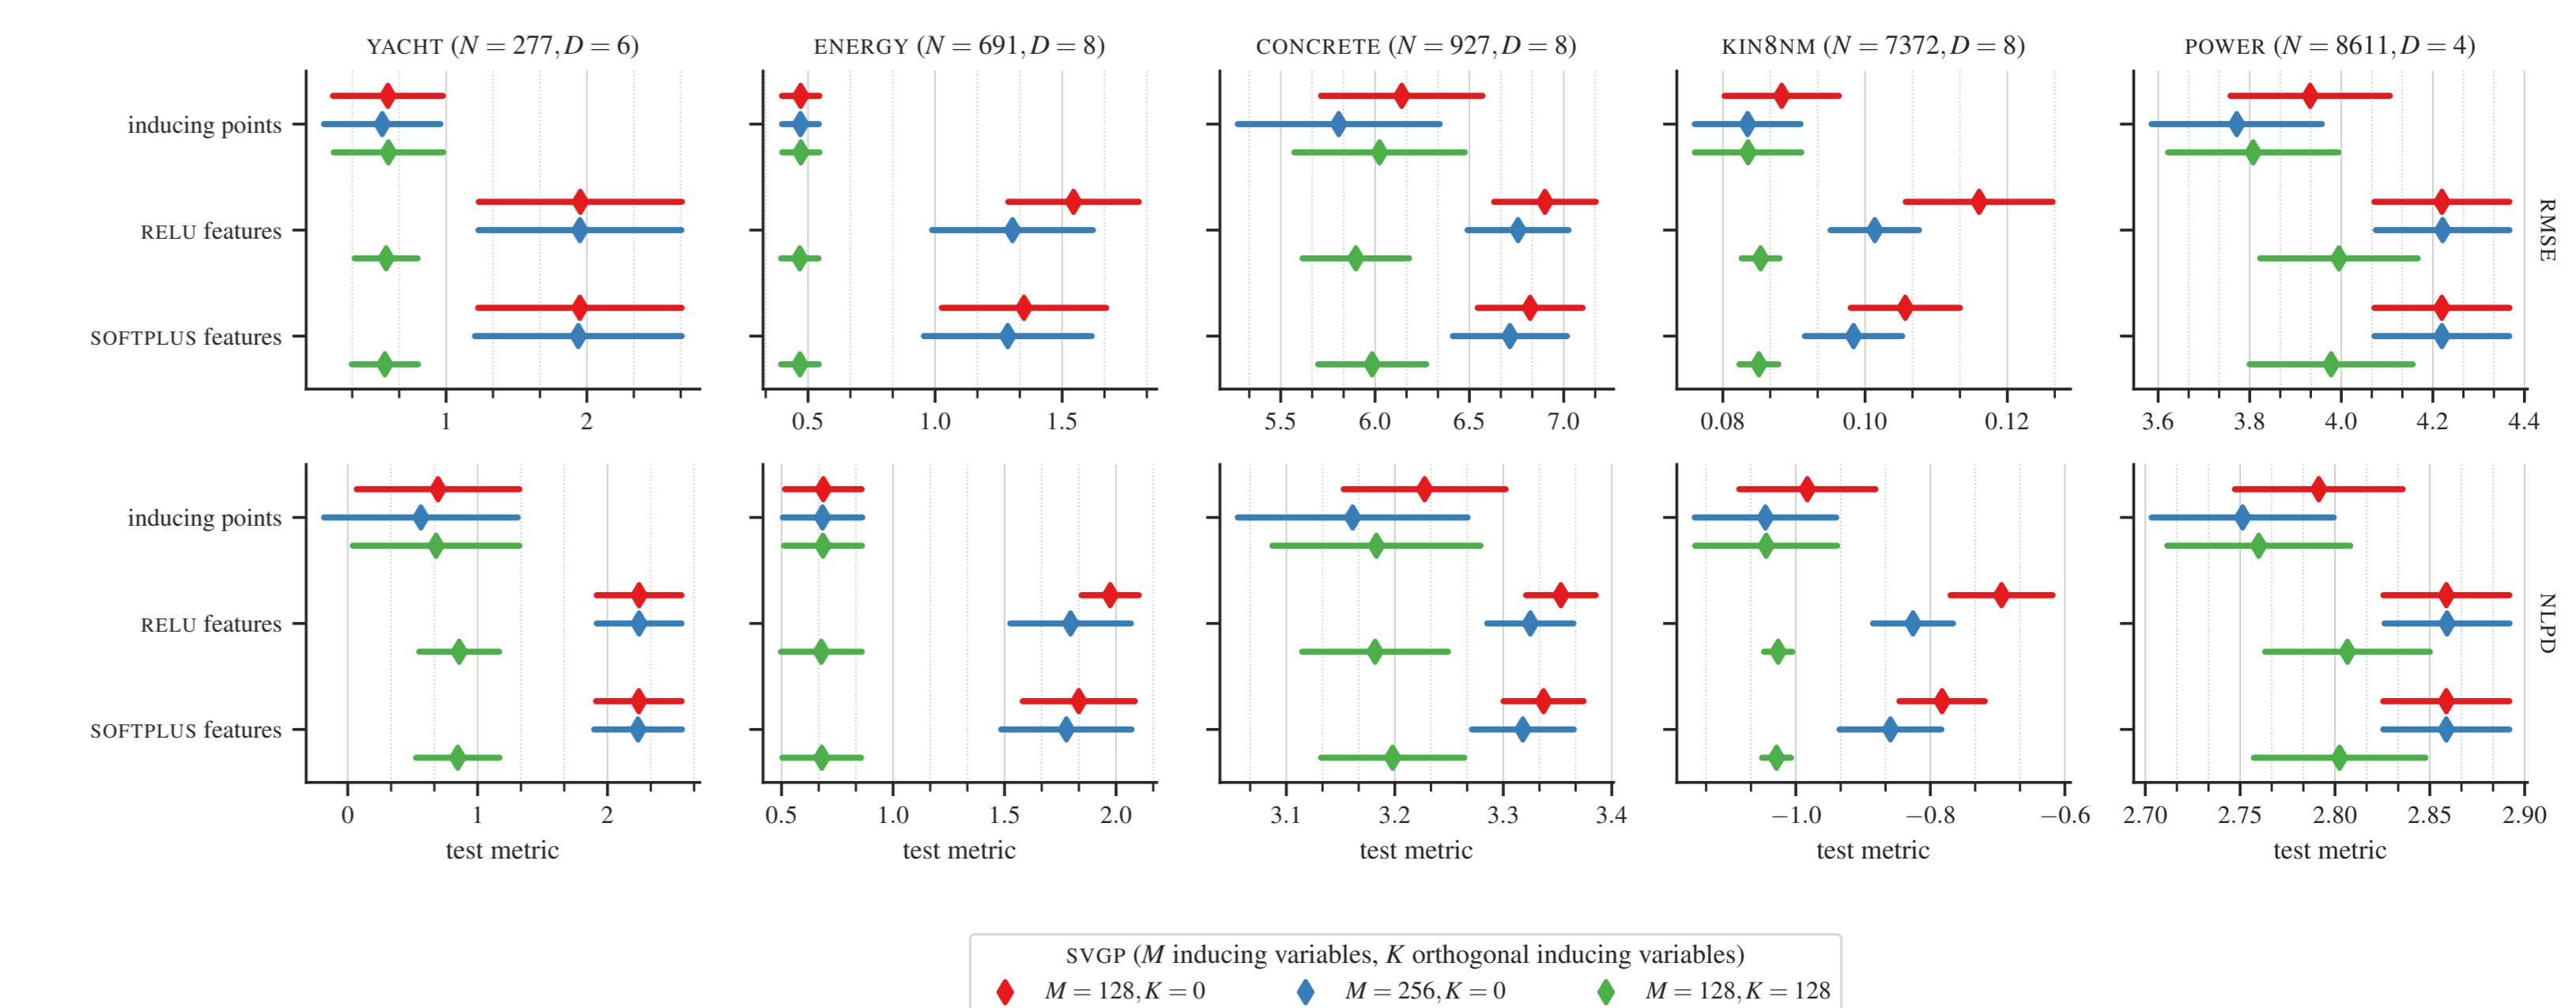 YACHT (N = 277, D = 6)
ENERGY (N = 691, D = 8)
CONCRETE (N = 927, D = 8)
KIN8NM (N = 7372, D = 8)
POWER (N = 8611, D = 4)
inducing points
RELU features
SOFTPLUS features
RMSE
1 2
0.5 1.0 1.5
5.5 6.0 6.5 7.0
0.08 0.10 0.12
3.6 3.8 4.0 4.2 4.4
inducing points
RELU features
SOFTPLUS features
NLPD
0 1 2
0.5 1.0 1.5 2.0
3.1 3.2 3.3 3.4
−1.0 −0.8 −0.6
2.70 2.75 2.80 2.85 2.90
test metric
test metric
test metric
test metric
test metric
SVGP (M inducing variables, K orthogonal inducing variables)
M = 128, K = 0
M = 256, K = 0
M = 128, K = 128